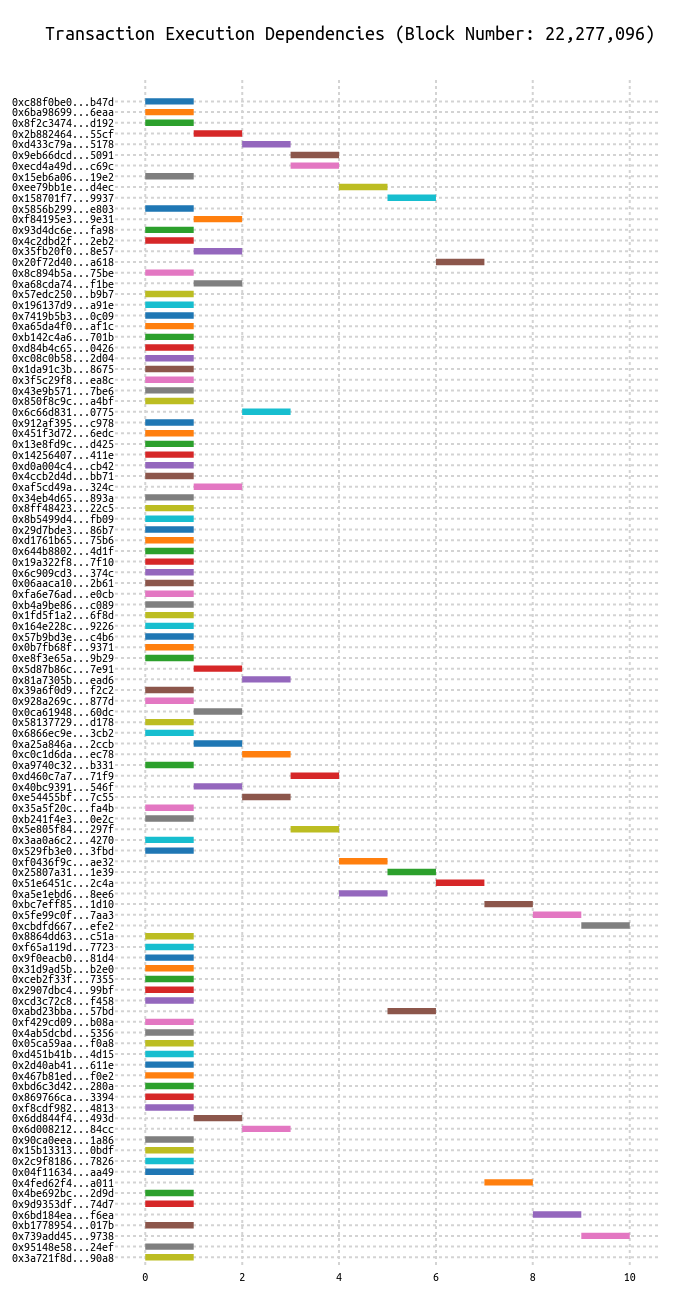 Transaction Execution Dependencies (Block Number: 22,277,096)
0xc88f0be0...b47d
0x6ba98699...6eaa
0x8f2c3474...d192
0x2b882464...55cf
0xd433c79a...5178
0x9eb66dcd...5091
0xecd4a49d...c69c
0x15eb6a06...19e2
0xee79bb1e...d4ec
0x158701f7...9937
0x5856b299...e803
0xf84195e3...9e31
0x93d4dc6e...fa98
0x4c2dbd2f...2eb2
0x35fb20f0...8e57
0x20f72d40...a618
0x8c894b5a...75be
0xa68cda74...f1be
0x57edc250...b9b7
0x196137d9...a91e
0x7419b5b3...0c09
0xa65da4f0...af1c
0xb142c4a6...701b
0xd84b4c65...0426
0xc08c0b58...2d04
0x1da91c3b...8675
0x3f5c29f8...ea8c
0x43e9b571...7be6
0x850f8c9c...a4bf
0x6c66d831...0775
0x912af395...c978
0x451f3d72...6edc
0x13e8fd9c...d425
0x14256407...411e
0xd0a004c4...cb42
0x4ccb2d4d...bb71
0xaf5cd49a...324c
0x34eb4d65...893a
0x8ff48423...22c5
0x8b5499d4...fb09
0x29d7bde3...86b7
0xd1761b65...75b6
0x644b8802...4d1f
0x19a322f8...7f10
0x6c909cd3...374c
0x06aaca10...2b61
0xfa6e76ad...e0cb
0xb4a9be86...c089
0x1fd5f1a2...6f8d
0x164e228c...9226
0x57b9bd3e...c4b6
0x0b7fb68f...9371
0xe8f3e65a...9b29
0x5d87b86c...7e91
0x81a7305b...ead6
0x39a6f0d9...f2c2
0x928a269c...877d
0x0ca61948...60dc
0x58137729...d178
0x6866ec9e...3cb2
0xa25a846a...2ccb
0xc0c1d6da...ec78
0xa9740c32...b331
0xd460c7a7...71f9
0x40bc9391...546f
0xe54455bf...7c55
0x35a5f20c...fa4b
0xb241f4e3...0e2c
0x5e805f84...297f
0x3aa0a6c2...4270
0x529fb3e0...3fbd
0xf0436f9c...ae32
0x25807a31...1e39
0x51e6451c...2c4a
0xa5e1ebd6...8ee6
0xbc7eff85...1d10
0x5fe99c0f...7aa3
0xcbdfd667...efe2
0x8864dd63...c51a
0xf65a119d...7723
0x9f0eacb0...81d4
0x31d9ad5b...b2e0
0xceb2f33f...7355
0x2907dbc4...99bf
0xcd3c72c8...f458
0xabd23bba...57bd
0xf429cd09...b08a
0x4ab5dcbd...5356
0x05ca59aa...f0a8
0xd451b41b...4d15
0x2d40ab41...611e
0x467b81ed...f0e2
0xbd6c3d42...280a
0x869766ca...3394
0xf8cdf982...4813
0x6dd844f4...493d
0x6d008212...84cc
0x90ca0eea...1a86
0x15b13313...0bdf
0x2c9f8186...7826
0x04f11634...aa49
0x4fed62f4...a011
0x4be692bc...2d9d
0x9d9353df...74d7
0x6bd184ea...f6ea
0xb1778954...017b
0x739add45...9738
0x95148e58...24ef
0x3a721f8d...90a8
0 2 4 6 8 10